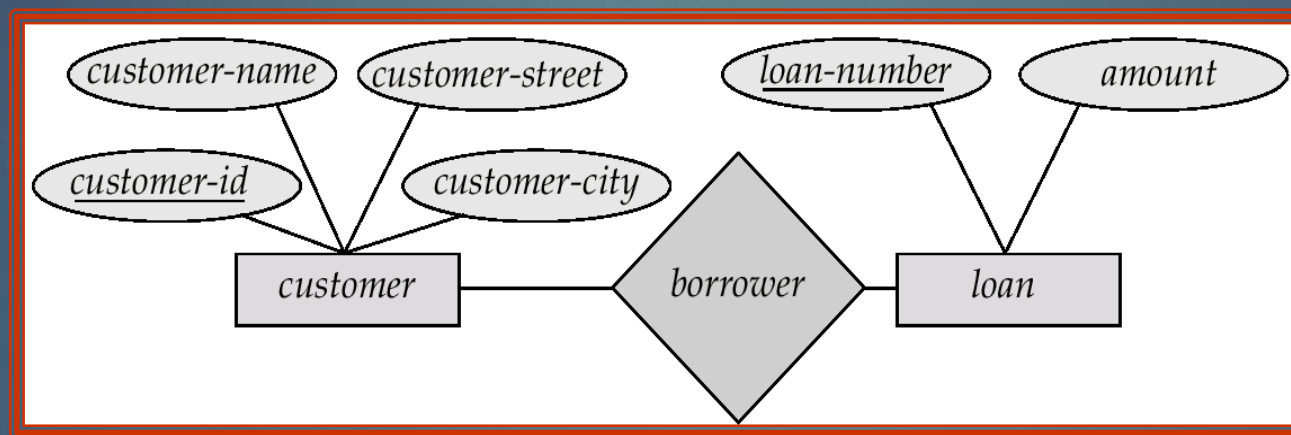 customer-name
customer-street
loan-number
amount
customer-id
customer-city
customer
borrower
loan